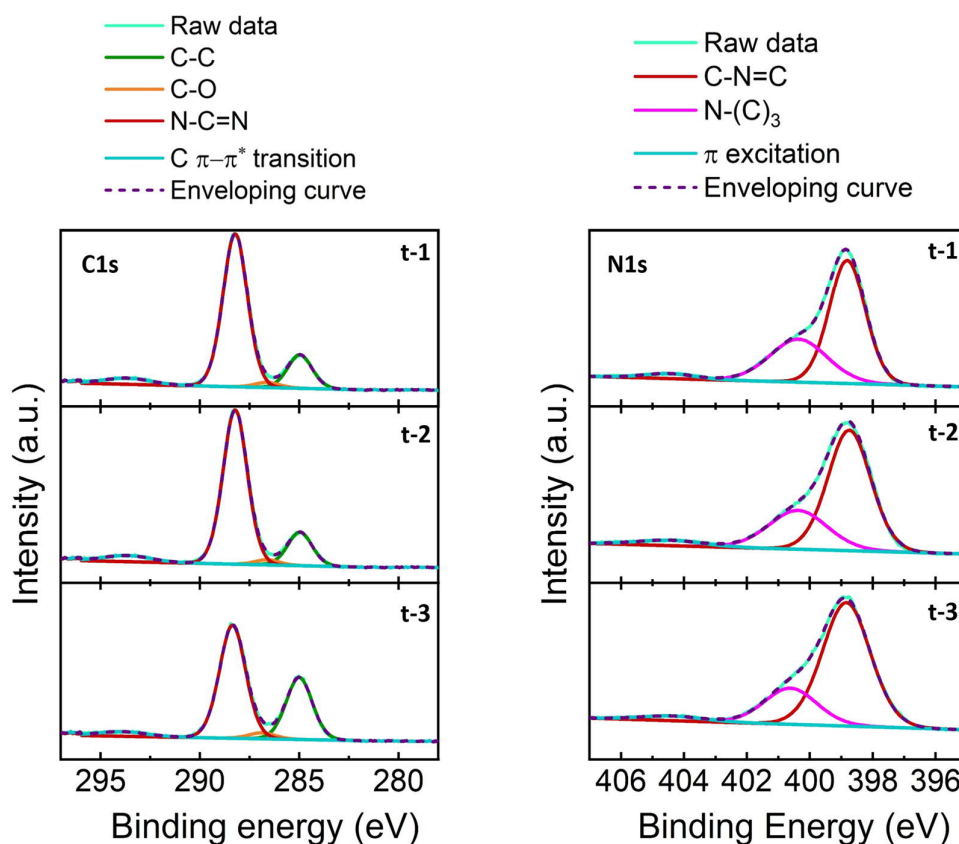 Raw data
C-C
C-O
N-C=N
C π–π* transition
Enveloping curve
Raw data
C-N=C
N-(C)₃
π excitation
Enveloping curve
C1s
t-1
t-2
t-3
Intensity (a.u.)
295 290 285 280
Binding energy (eV)
N1s
t-1
t-2
t-3
Intensity (a.u.)
406 404 402 400 398 396
Binding Energy (eV)